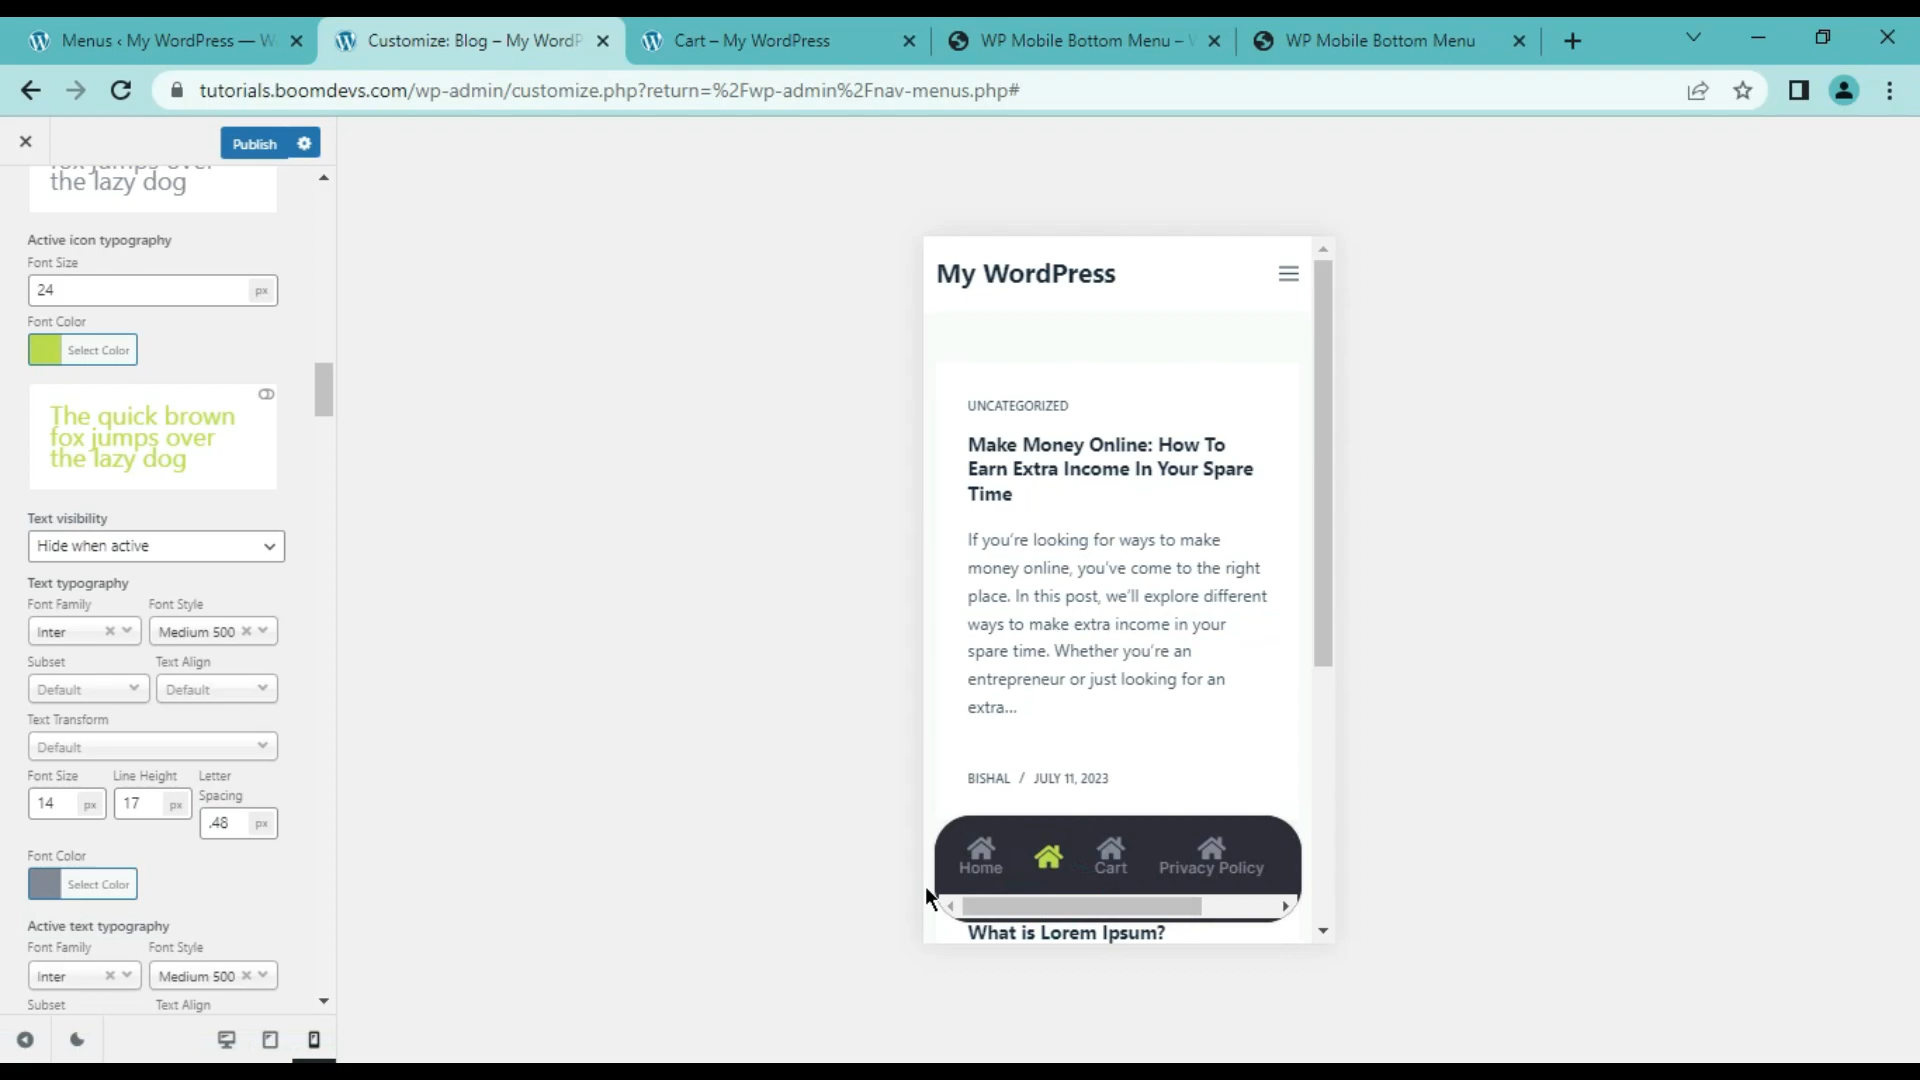 Menus ‹ My WordPress — W
Customize: Blog – My WordP
Cart – My WordPress
WP Mobile Bottom Menu –
WP Mobile Bottom Menu
tutorials.boomdevs.com/wp-admin/customize.php?return=%2Fwp-admin%2Fnav-menus.php#
Publish
fox jumps over
the lazy dog
Active icon typography
Font Size
24 px
Font Color
Select Color
The quick brown
fox jumps over
the lazy dog
Text visibility
Hide when active
Text typography
Font Family Font Style
Inter Medium 500
Subset Text Align
Default Default
Text Transform
Default
Font Size Line Height Letter
Spacing
14 px 17 px
.48 px
Font Color
Select Color
Active text typography
Font Family Font Style
Inter Medium 500
Subset Text Align
My WordPress
UNCATEGORIZED
Make Money Online: How To
Earn Extra Income In Your Spare
Time
If you're looking for ways to make
money online, you've come to the right
place. In this post, we'll explore different
ways to make extra income in your
spare time. Whether you're an
entrepreneur or just looking for an
extra...
BISHAL / JULY 11, 2023
Home Cart Privacy Policy
What is Lorem Ipsum?